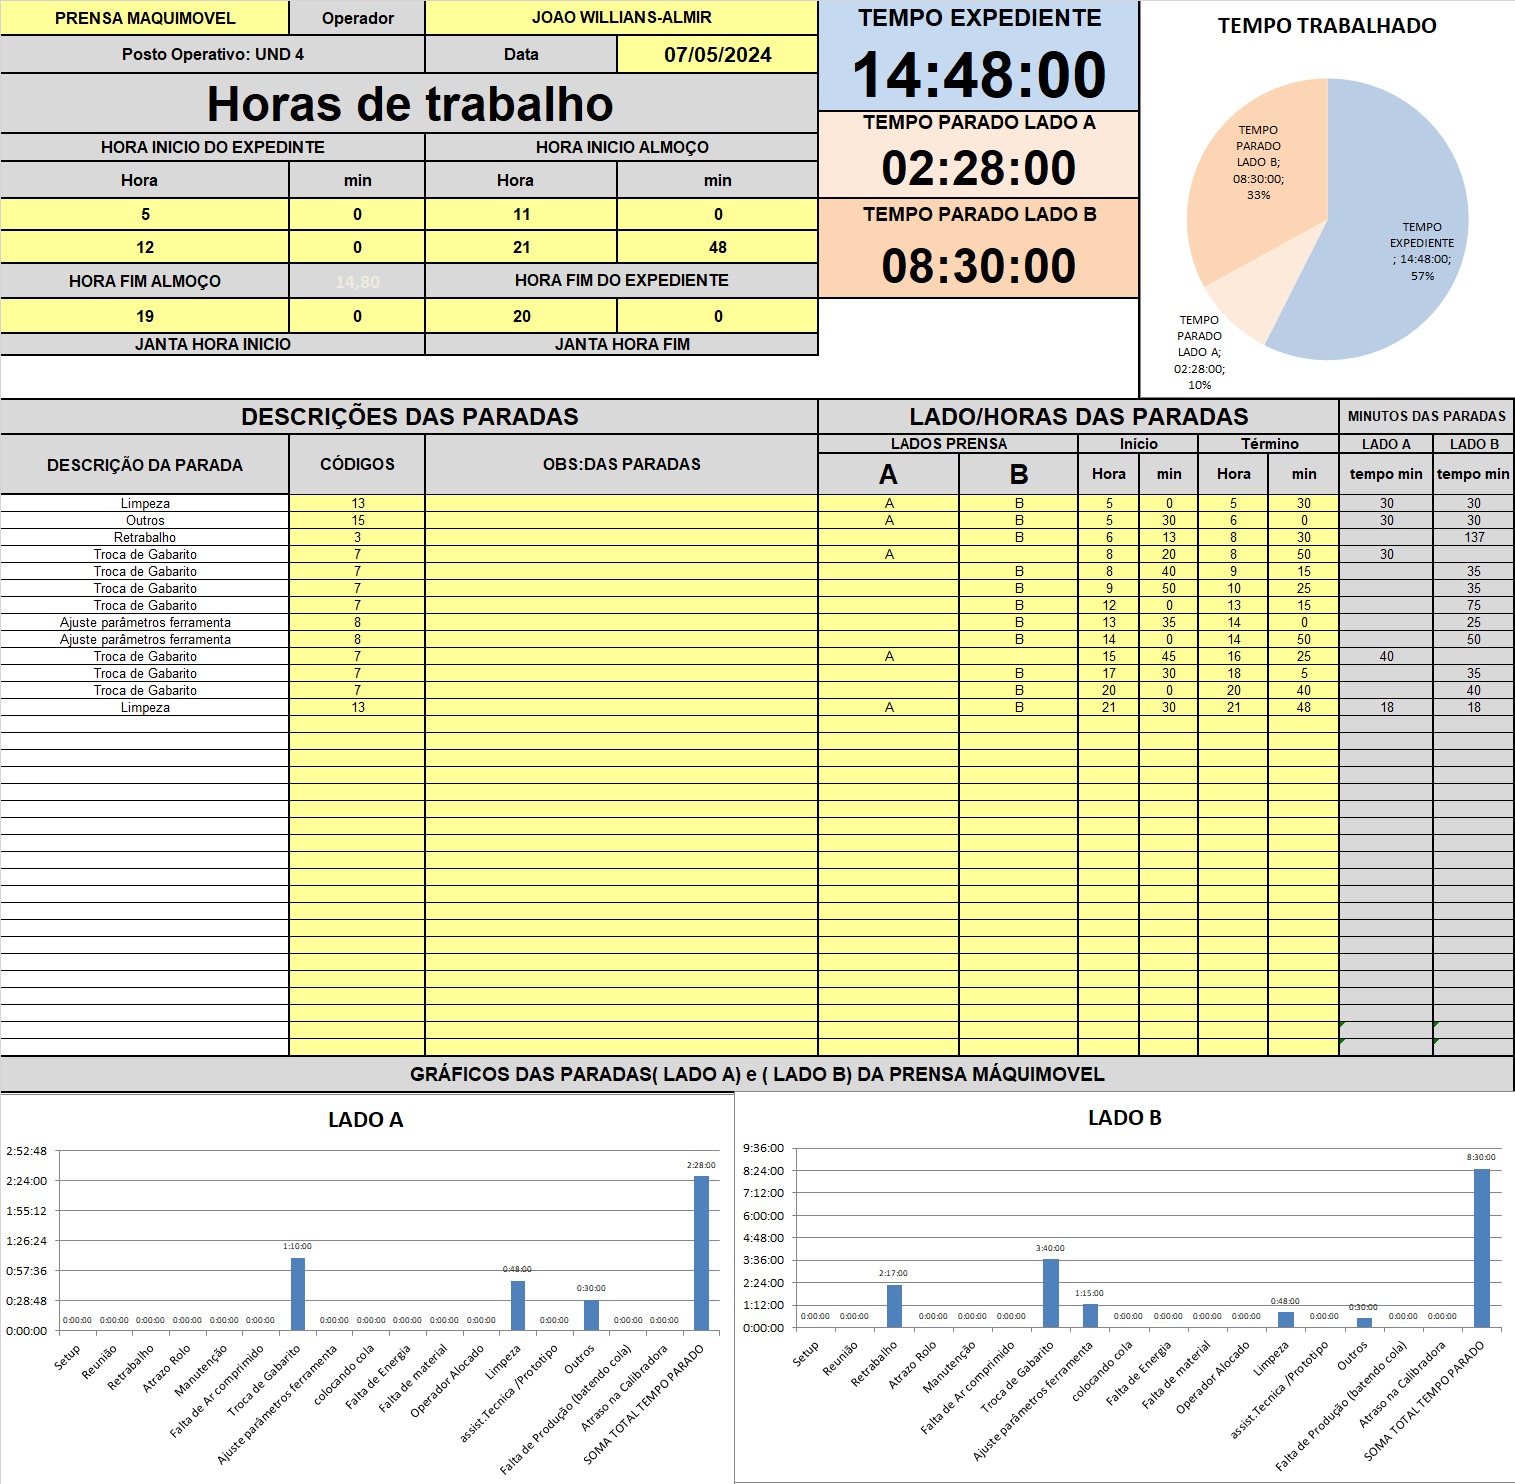 PRENSA MAQUIMOVEL Operador JOAO WILLIANS-ALMIR
Posto Operativo: UND 4 Data 07/05/2024
Horas de trabalho
HORA INICIO DO EXPEDINTE HORA INICIO ALMOÇO
Hora min Hora min
5 0 11 0
12 0 21 48
HORA FIM ALMOÇO 14,80 HORA FIM DO EXPEDIENTE
19 0 20 0
JANTA HORA INICIO JANTA HORA FIM
TEMPO EXPEDIENTE
14:48:00
TEMPO PARADO LADO A
02:28:00
TEMPO PARADO LADO B
08:30:00
TEMPO TRABALHADO
TEMPO
PARADO
LADO B;
08:30:00;
33%
TEMPO
EXPEDIENTE
; 14:48:00;
57%
TEMPO
PARADO
LADO A;
02:28:00;
10%
DESCRIÇÕES DAS PARADAS LADO/HORAS DAS PARADAS MINUTOS DAS PARADAS
DESCRIÇÃO DA PARADA CÓDIGOS OBS:DAS PARADAS LADOS PRENSA Início Término LADO A LADO B
A B Hora min Hora min tempo min tempo min
Limpeza 13 A B 5 0 5 30 30 30
Outros 15 A B 5 30 6 0 30 30
Retrabalho 3 B 6 13 8 30 137
Troca de Gabarito 7 A 8 20 8 50 30
Troca de Gabarito 7 B 8 40 9 15 35
Troca de Gabarito 7 B 9 50 10 25 35
Troca de Gabarito 7 B 12 0 13 15 75
Ajuste parâmetros ferramenta 8 B 13 35 14 0 25
Ajuste parâmetros ferramenta 8 B 14 0 14 50 50
Troca de Gabarito 7 A 15 45 16 25 40
Troca de Gabarito 7 B 17 30 18 5 35
Troca de Gabarito 7 B 20 0 20 40 40
Limpeza 13 A B 21 30 21 48 18 18
GRÁFICOS DAS PARADAS( LADO A) e ( LADO B) DA PRENSA MÁQUIMOVEL
LADO A
2:52:48
2:24:00
1:55:12
1:26:24
0:57:36
0:28:48
0:00:00
0:00:00 0:00:00 0:00:00 0:00:00 0:00:00 0:00:00 1:10:00 0:00:00 0:00:00 0:00:00 0:00:00 0:00:00 0:48:00 0:00:00 0:30:00 0:00:00 0:00:00 2:28:00
Setup
Reunião
Retrabalho
Atrazo Rolo
Manutenção
Falta de Ar comprimido
Troca de Gabarito
Ajuste parâmetros ferramenta
colocando cola
Falta de Energia
Falta de material
Operador Alocado
Limpeza
assist.Tecnica /Prototipo
Outros
Falta de Produção (batendo cola)
Atraso na Calibradora
SOMA TOTAL TEMPO PARADO
LADO B
9:36:00
8:24:00
7:12:00
6:00:00
4:48:00
3:36:00
2:24:00
1:12:00
0:00:00
0:00:00 0:00:00 2:17:00 0:00:00 0:00:00 0:00:00 3:40:00 1:15:00 0:00:00 0:00:00 0:00:00 0:00:00 0:48:00 0:00:00 0:30:00 0:00:00 0:00:00 8:30:00
Setup
Reunião
Retrabalho
Atrazo Rolo
Manutenção
Falta de Ar comprimido
Troca de Gabarito
Ajuste parâmetros ferramenta
colocando cola
Falta de Energia
Falta de material
Operador Alocado
Limpeza
assist.Tecnica /Prototipo
Outros
Falta de Produção (batendo cola)
Atraso na Calibradora
SOMA TOTAL TEMPO PARADO